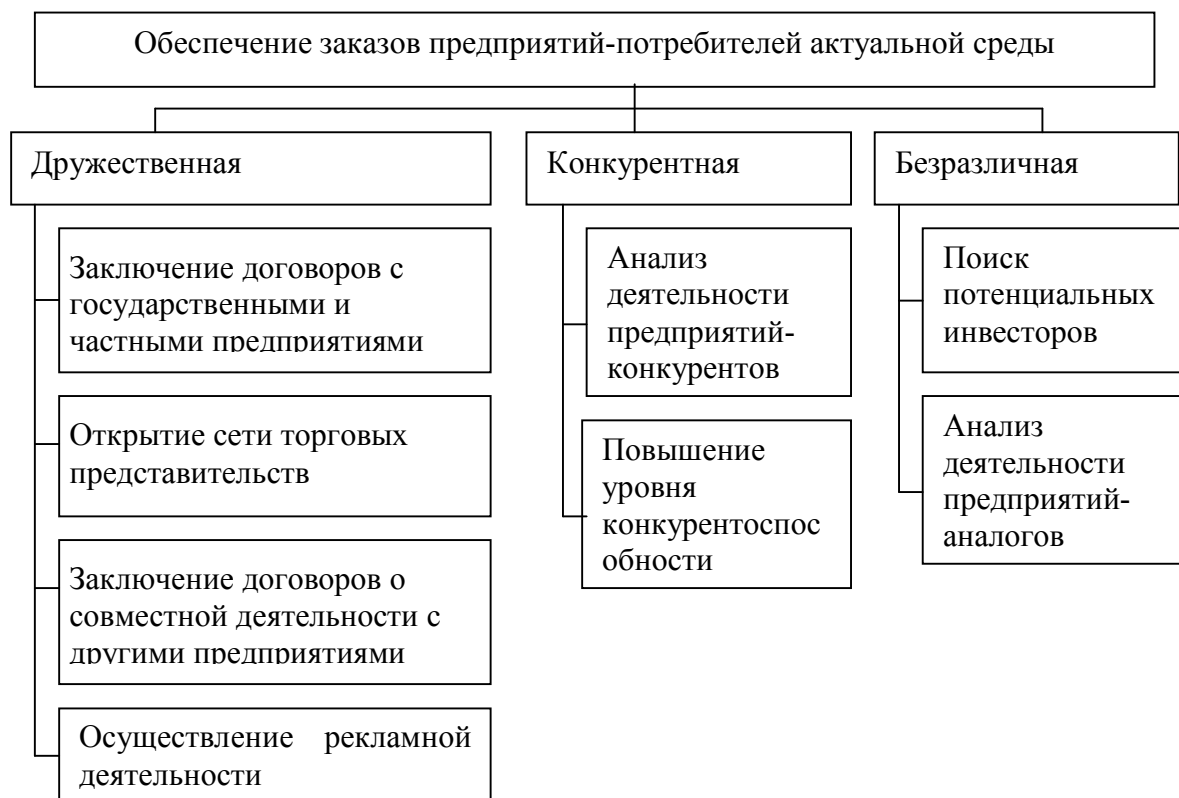 Обеспечение заказов предприятий-потребителей актуальной среды
Дружественная
Заключение договоров с
государственными и
частными предприятиями
Открытие сети торговых
представительств
Заключение договоров о
совместной деятельности с
другими предприятиями
Осуществление рекламной
деятельности
Конкурентная
Анализ
деятельности
предприятий-
конкурентов
Повышение
уровня
конкурентоспос
обности
Безразличная
Поиск
потенциальных
инвесторов
Анализ
деятельности
предприятий-
аналогов